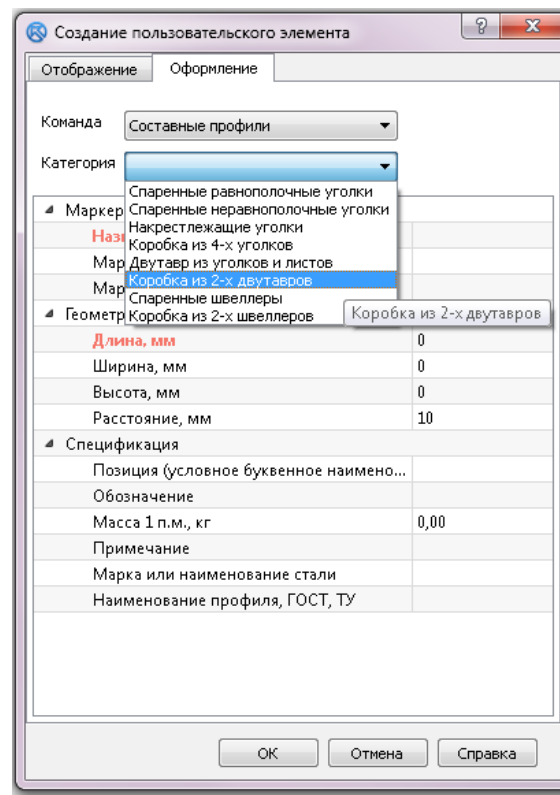 Создание пользовательского элемента
Отображение Оформление
Команда Составные профили
Категория
Спаренные равнополочные уголки
Маркер Спаренные неравнополочные уголки
Накрестлежащие уголки
Коробка из 4-х уголков
Мар Двутавр из уголков и листов
Коробка из 2-х двутавров
Мар Спаренные швеллеры
Геометр Коробка из 2-х швеллеров Коробка из 2-х двутавров
Длина, мм 0
Ширина, мм 0
Высота, мм 0
Расстояние, мм 10
Спецификация
Позиция (условное буквенное наимено...
Обозначение
Масса 1 п.м., кг 0,00
Примечание
Марка или наименование стали
Наименование профиля, ГОСТ, ТУ
ОК Отмена Справка